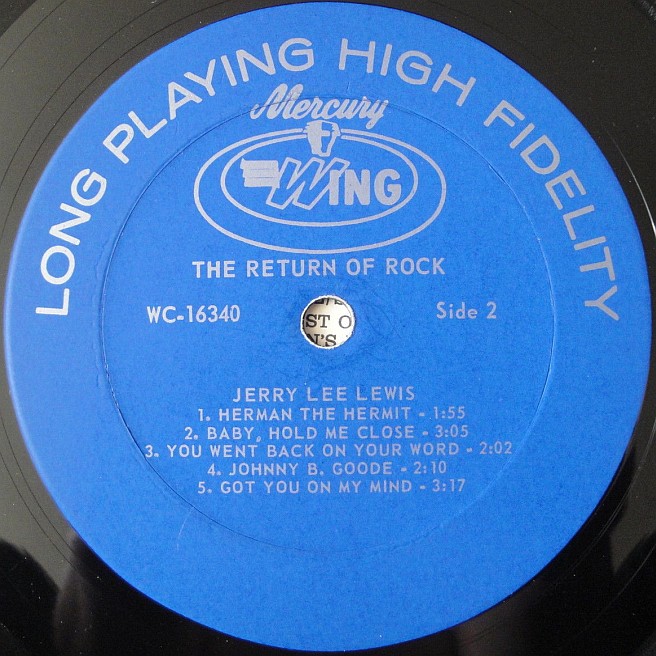 LONG PLAYING HIGH FIDELITY
Mercury
WING
THE RETURN OF ROCK
WC-16340
Side 2
ST O
N'S
JERRY LEE LEWIS
1. HERMAN THE HERMIT - 1:55
2. BABY, HOLD ME CLOSE - 3:05
3. YOU WENT BACK ON YOUR WORD - 2:02
4. JOHNNY B. GOODE - 2:10
5. GOT YOU ON MY MIND - 3:17